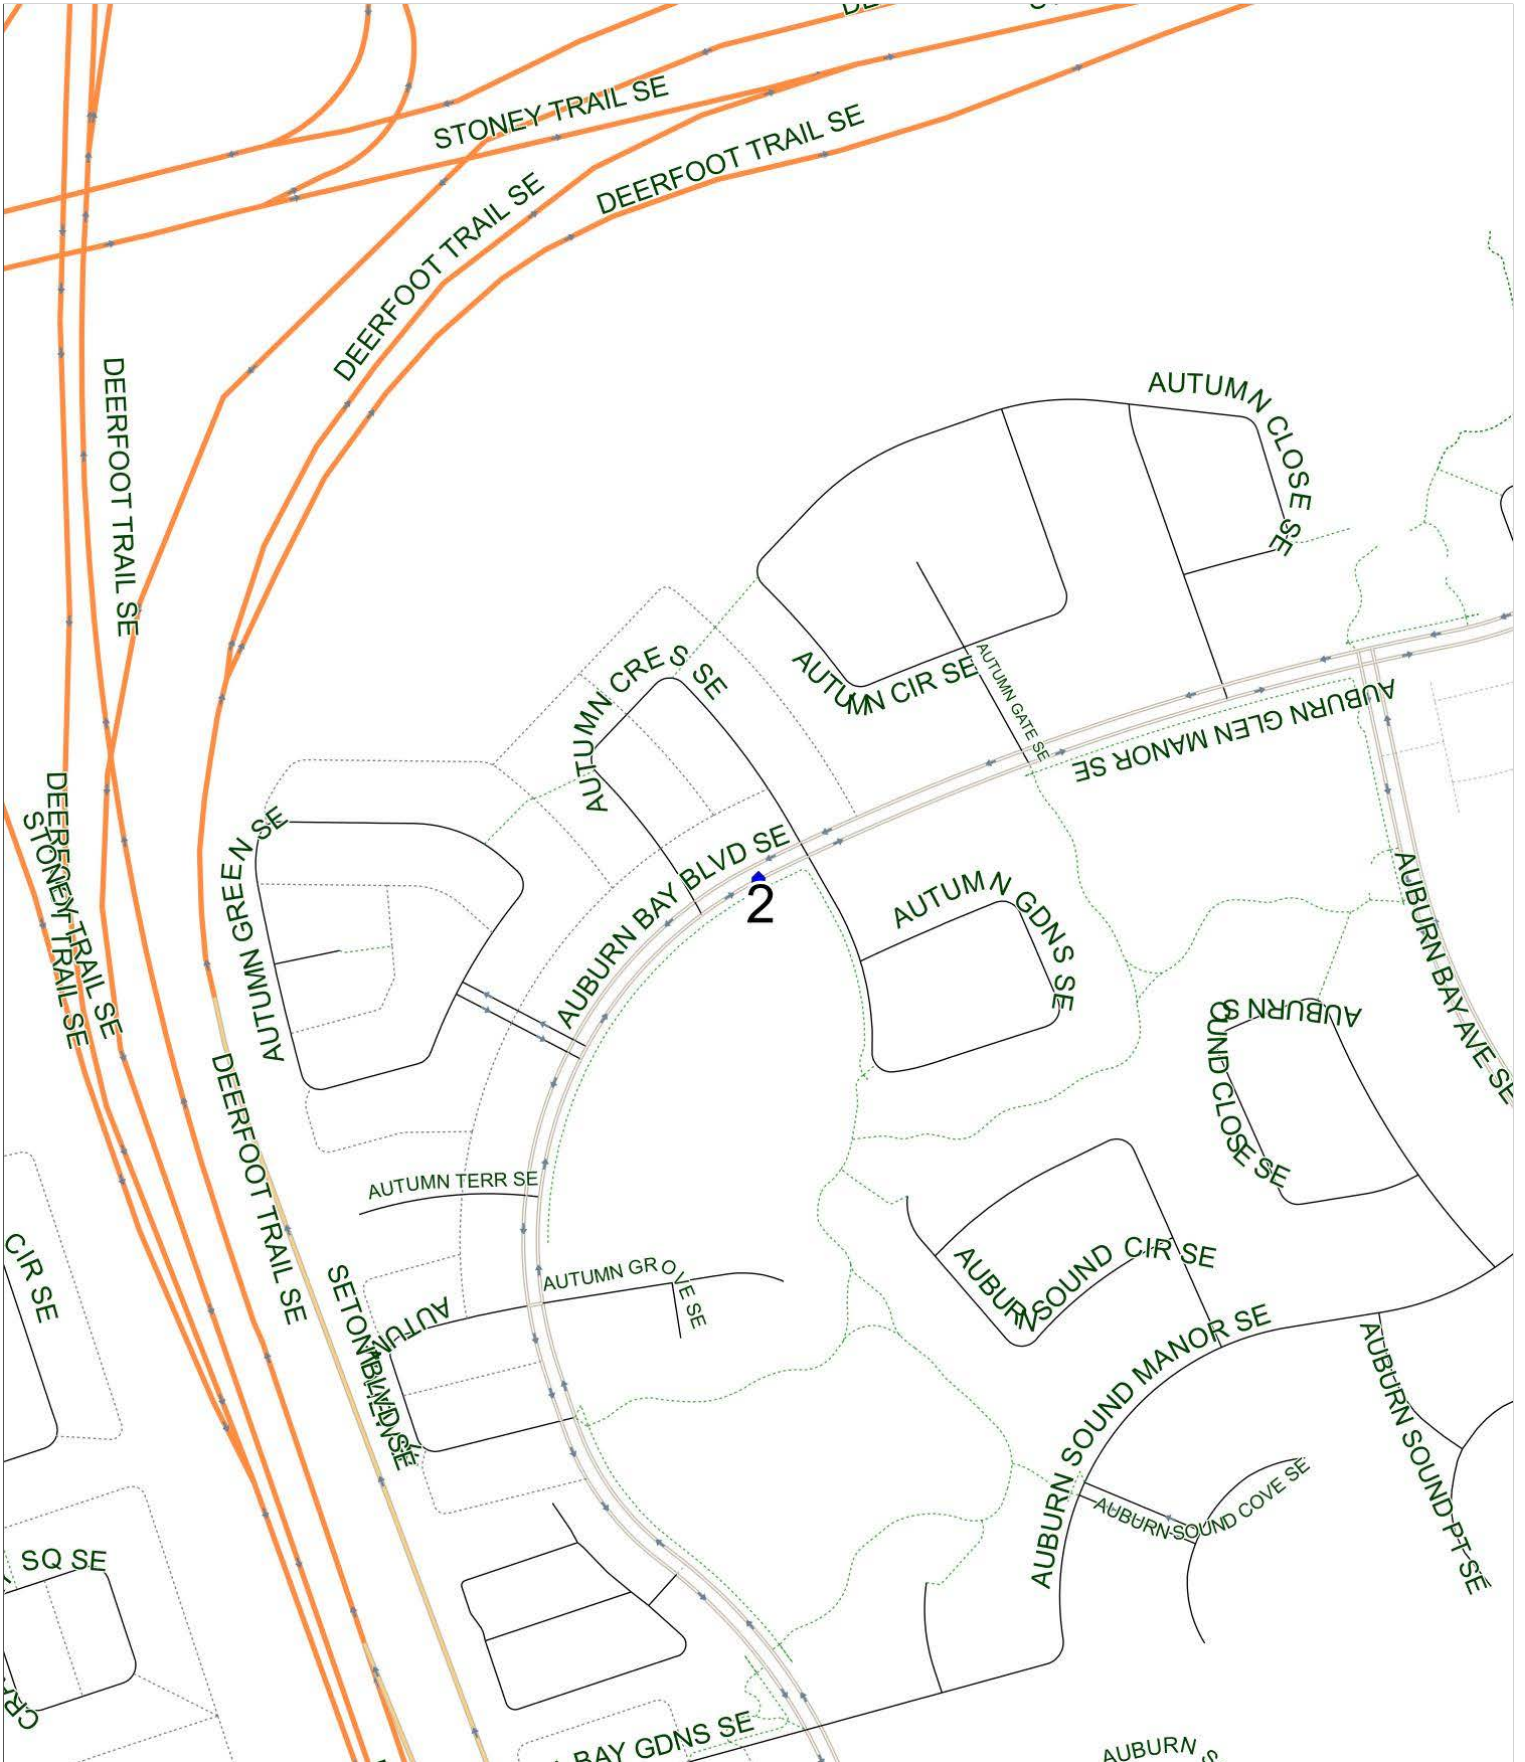 STONEY TRAIL SE
DEERFOOT TRAIL SE
DEERFOOT TRAIL SE
DEERFOOT TRAIL SE
AUTUMN CLOSE SE
AUTUMN CRES SE
AUTUMN CIR SE
AUTUMN GATE SE
AUBURN GLEN MANOR SE
DEERFOOT TRAIL SE
STONEY TRAIL SE
AUTUMN GREEN SE
AUBURN BAY BLVD SE
2
AUTUMN GDNS SE
AUBURN BAY AVE SE
AUBURN SOUND CLOSE SE
DEERFOOT TRAIL SE
AUTUMN TERR SE
AUTUMN GROVE SE
CIR SE
SETON BLVD SE
AUTUMN
AUBURN SOUND CIR SE
AUBURN SOUND MANOR SE
AUBURN SOUND PT SE
AUBURN SOUND COVE SE
SQ SE
BAY GDNS SE
AUBURN S